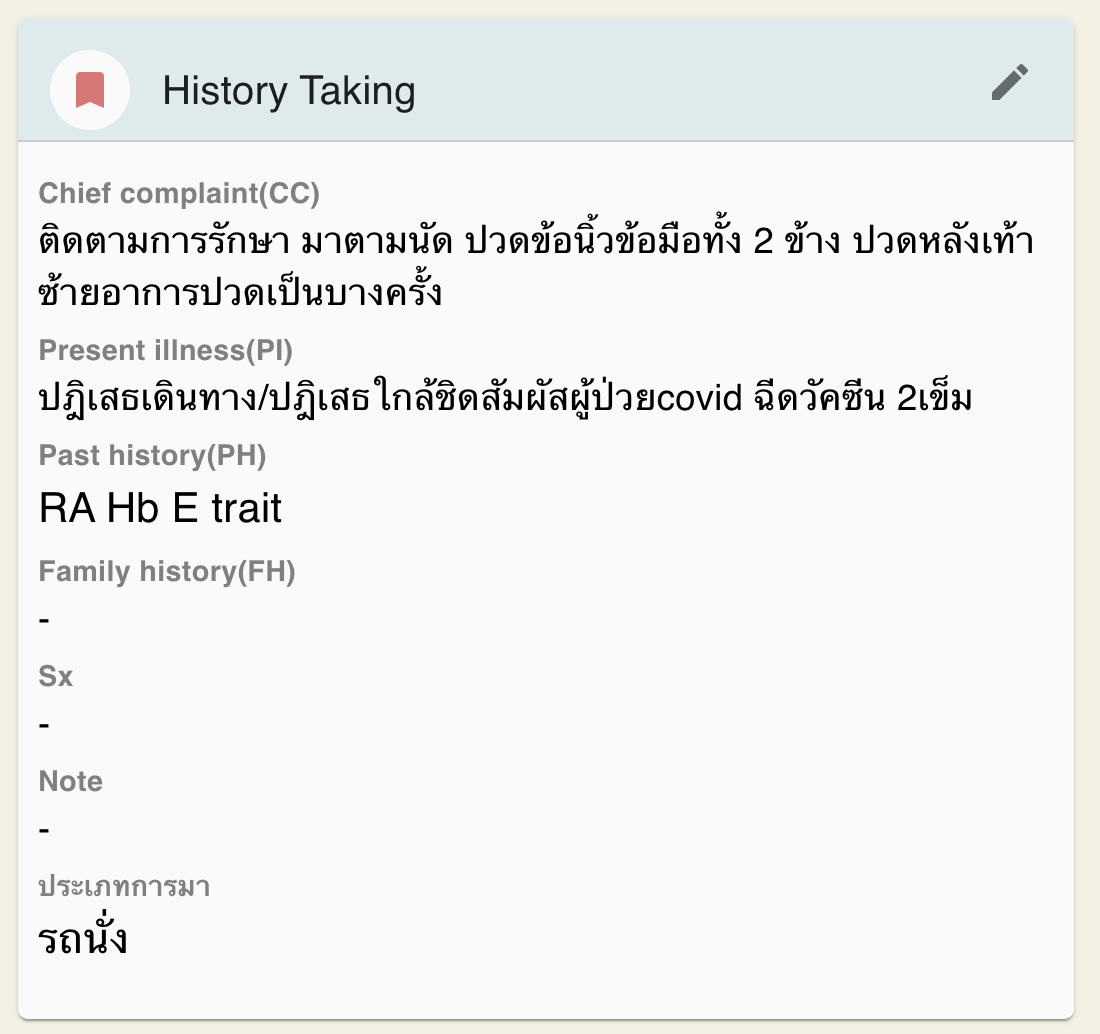 History Taking
Chief complaint(CC)
ติดตามการรักษา มาตามนัด ปวดข้อนิ้วข้อมือทั้ง 2 ข้าง ปวดหลังเท้า
ซ้ายอาการปวดเป็นบางครั้ง
Present illness(PI)
ปฎิเสธเดินทาง/ปฎิเสธใกล้ชิดสัมผัสผู้ป่วยcovid ฉีดวัคซีน 2เข็ม
Past history(PH)
RA Hb E trait
Family history(FH)
-
Sx
-
Note
-
ประเภทการมา
รถนั่ง